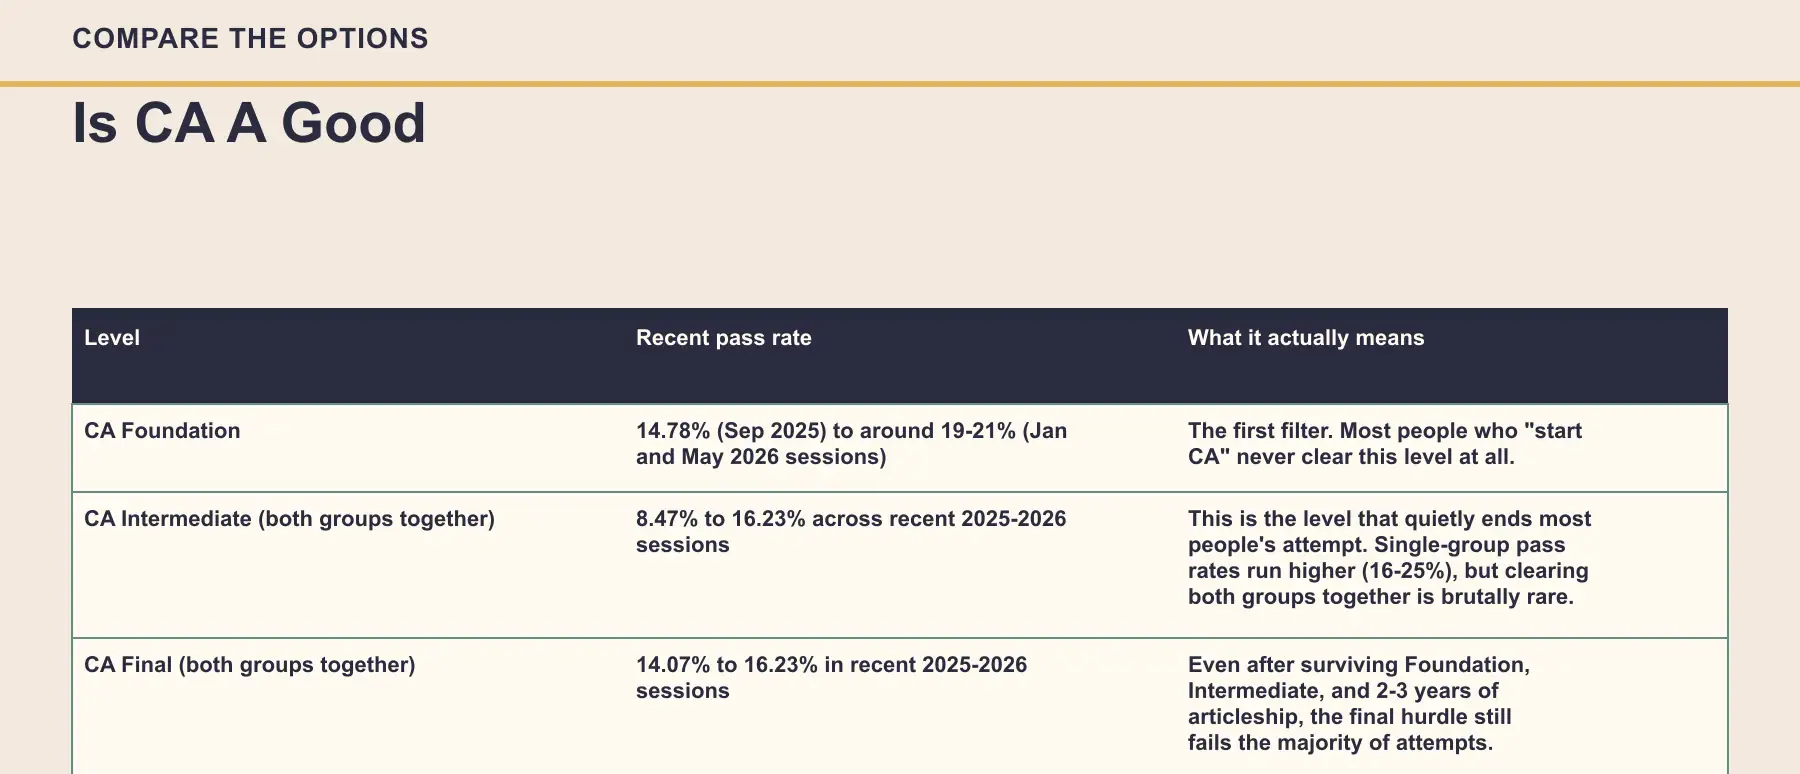 COMPARE THE OPTIONS
Is CA A Good
Level
Recent pass rate
What it actually means
CA Foundation
14.78% (Sep 2025) to around 19-21% (Jan
and May 2026 sessions)
The first filter. Most people who "start
CA" never clear this level at all.
CA Intermediate (both groups together)
8.47% to 16.23% across recent 2025-2026
sessions
This is the level that quietly ends most
people's attempt. Single-group pass
rates run higher (16-25%), but clearing
both groups together is brutally rare.
CA Final (both groups together)
14.07% to 16.23% in recent 2025-2026
sessions
Even after surviving Foundation,
Intermediate, and 2-3 years of
articleship, the final hurdle still
fails the majority of attempts.